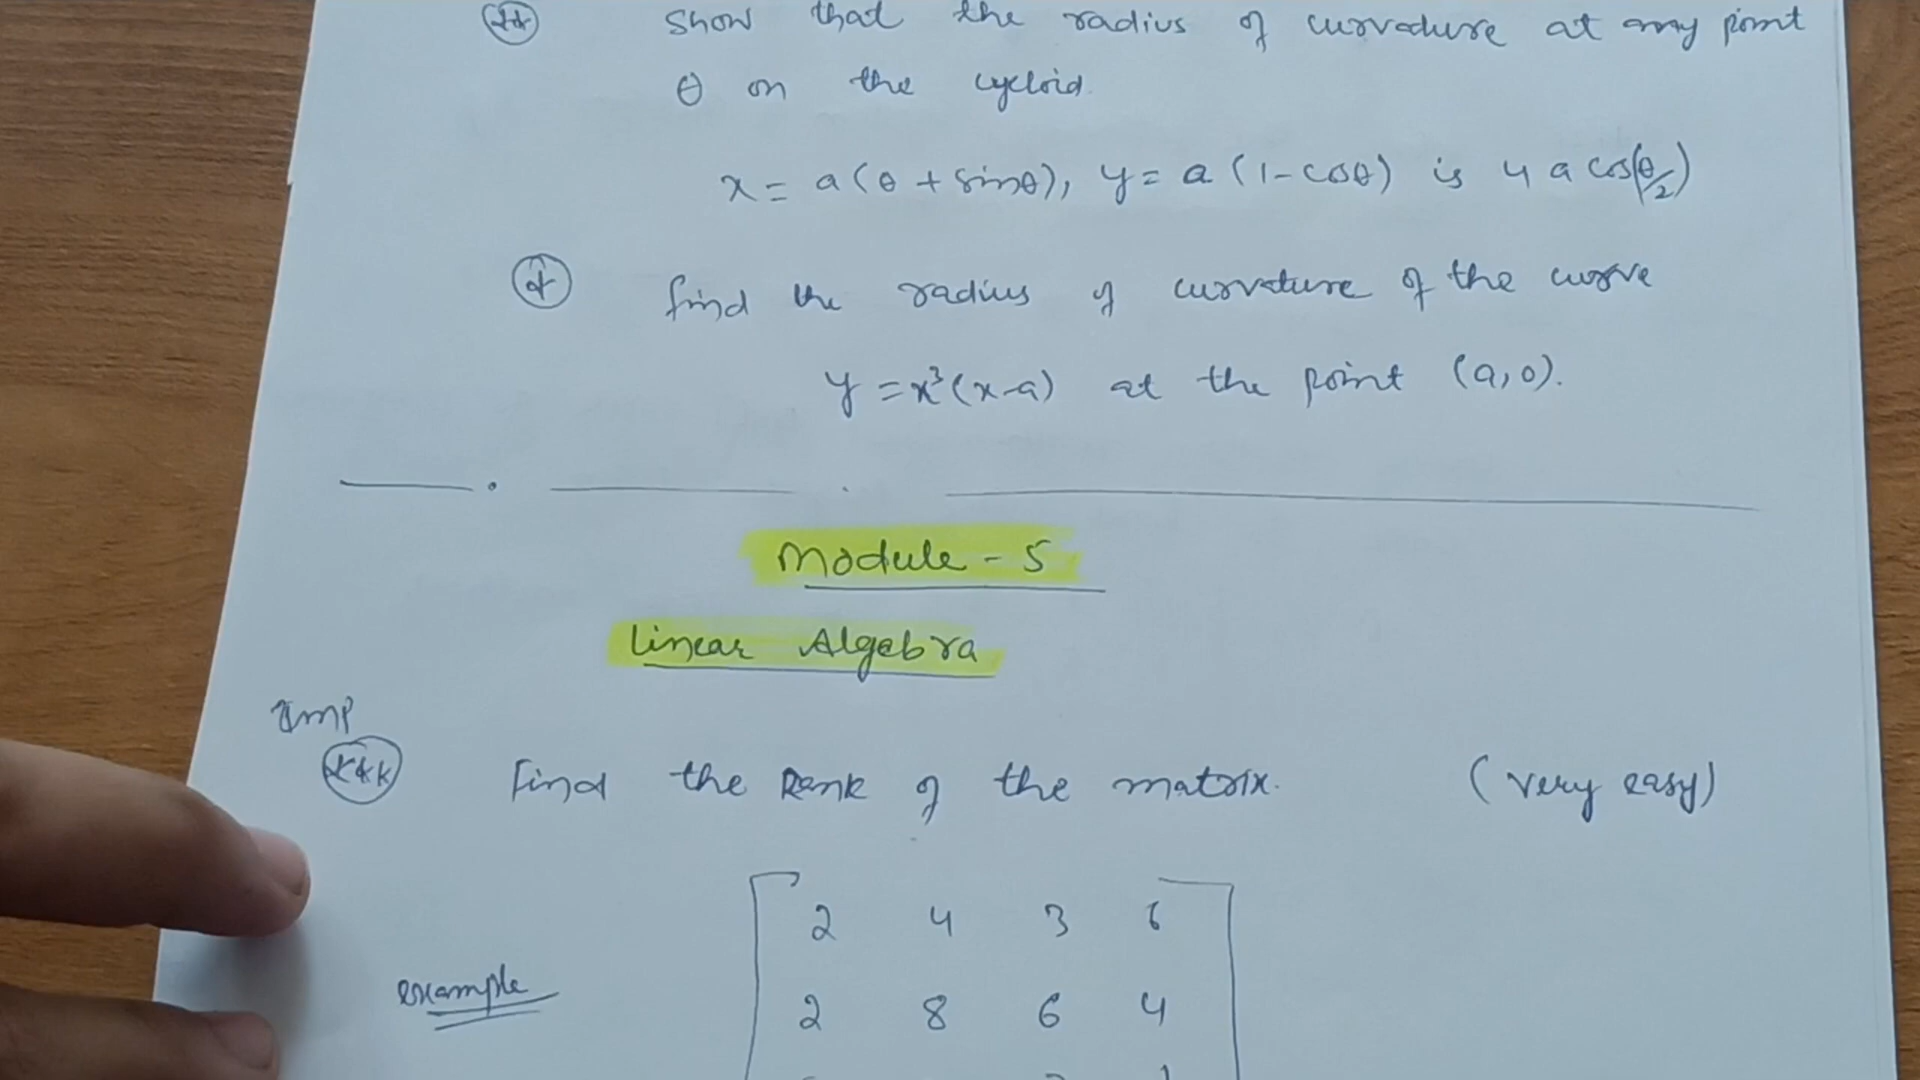 Show that the radius of curvature at any point
θ on the cycloid.
x = a(θ + sinθ), y = a(1-cosθ) is 4 a cos(θ/2)
find the radius of curvature of the curve
y = x³(x-a) at the point (a,0).
Module - 5
Linear Algebra
Imp
Find the Rank of the matrix. (very easy)
2 4 3 6
example
2 8 6 4